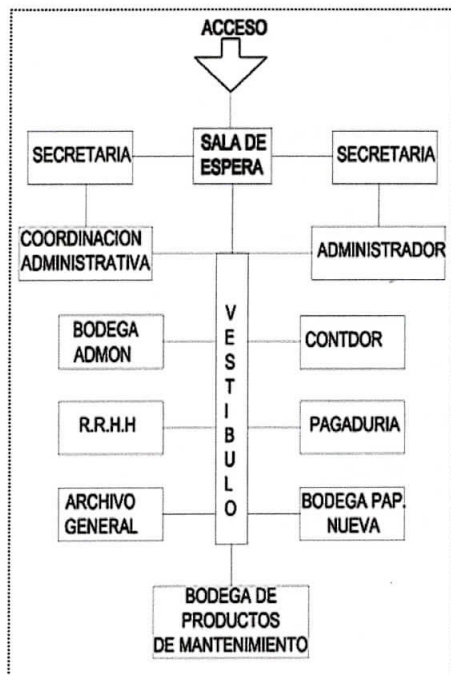 ACCESO
SECRETARIA
SALA DE
ESPERA
SECRETARIA
COORDINACION
ADMINISTRATIVA
ADMINISTRADOR
VESTIBULO
BODEGA
ADMON
CONTDOR
R.R.H.H
PAGADURIA
ARCHIVO
GENERAL
BODEGA PAP.
NUEVA
BODEGA DE
PRODUCTOS
DE MANTENIMIENTO